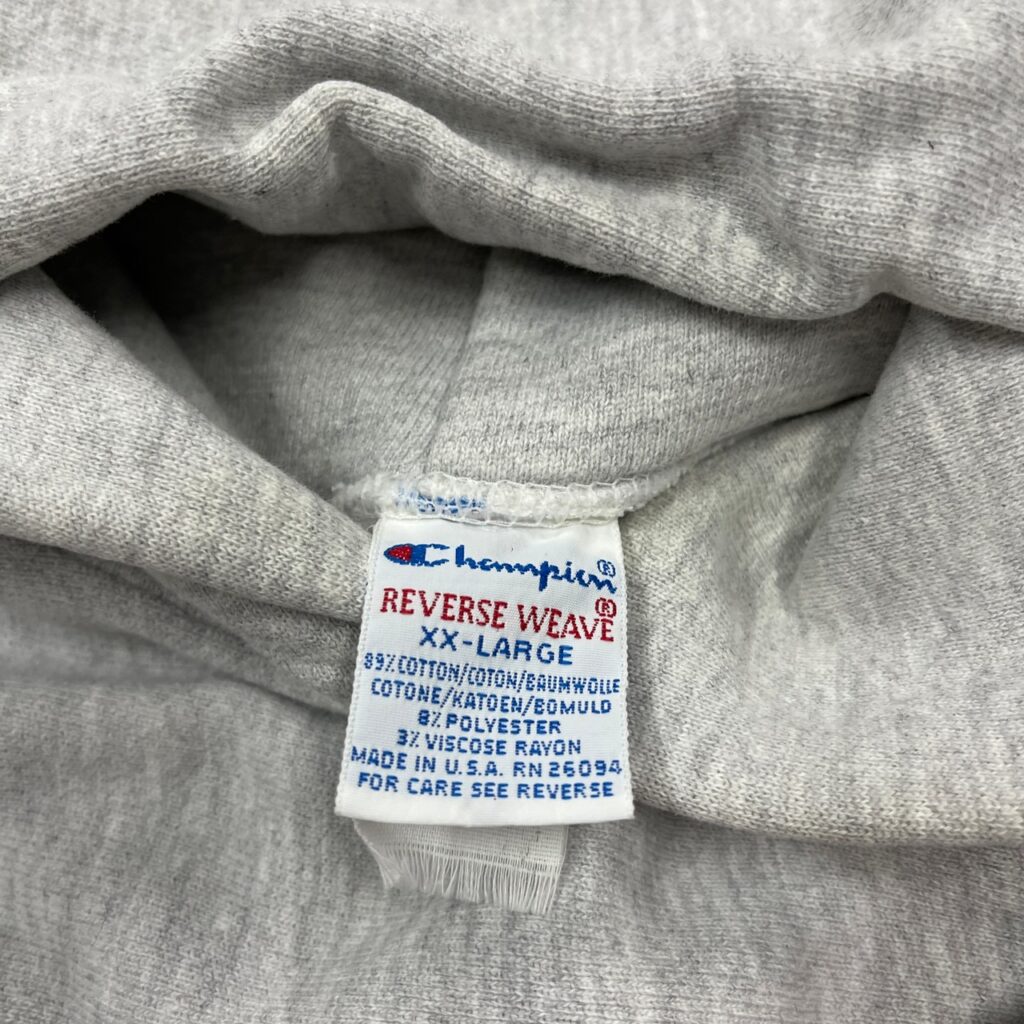 Champion®
REVERSE WEAVE®
XX-LARGE
89% COTTON/COTON/BAUMWOLLE
COTONE/KATOEN/BOMULD
8% POLYESTER
3% VISCOSE RAYON
MADE IN U.S.A. RN 26094
FOR CARE SEE REVERSE